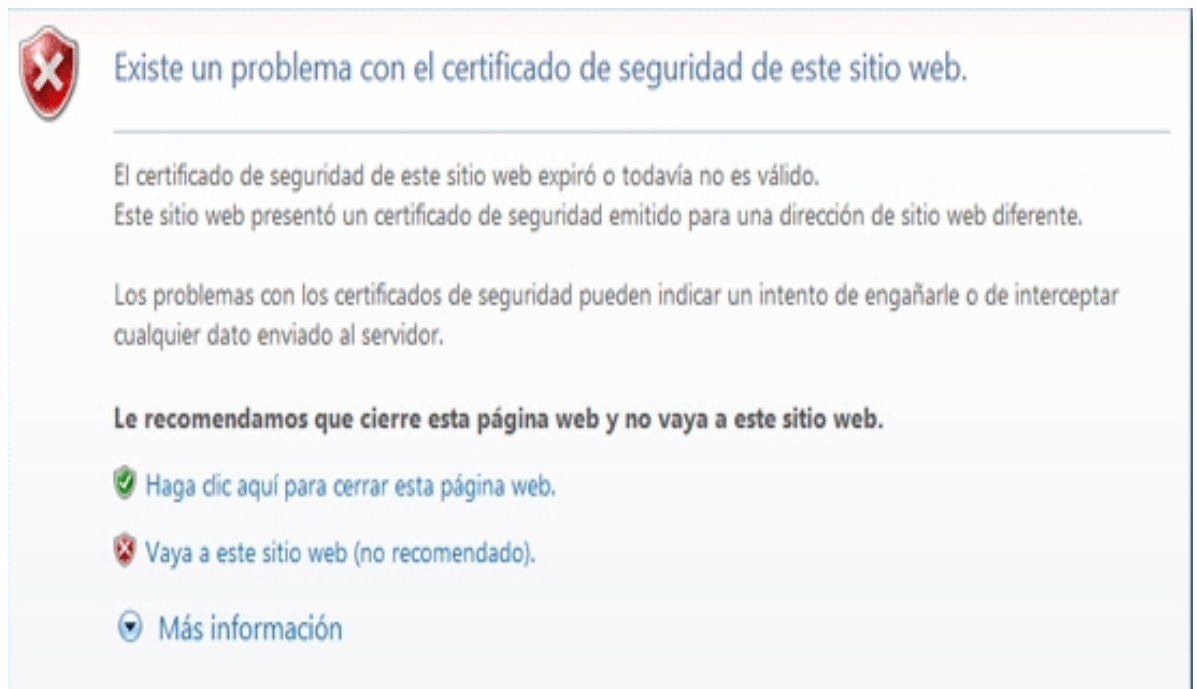 Existe un problema con el certificado de seguridad de este sitio web.
El certificado de seguridad de este sitio web expiró o todavía no es válido.
Este sitio web presentó un certificado de seguridad emitido para una dirección de sitio web diferente.
Los problemas con los certificados de seguridad pueden indicar un intento de engañarle o de interceptar
cualquier dato enviado al servidor.
Le recomendamos que cierre esta página web y no vaya a este sitio web.
Haga clic aquí para cerrar esta página web.
Vaya a este sitio web (no recomendado).
Más información